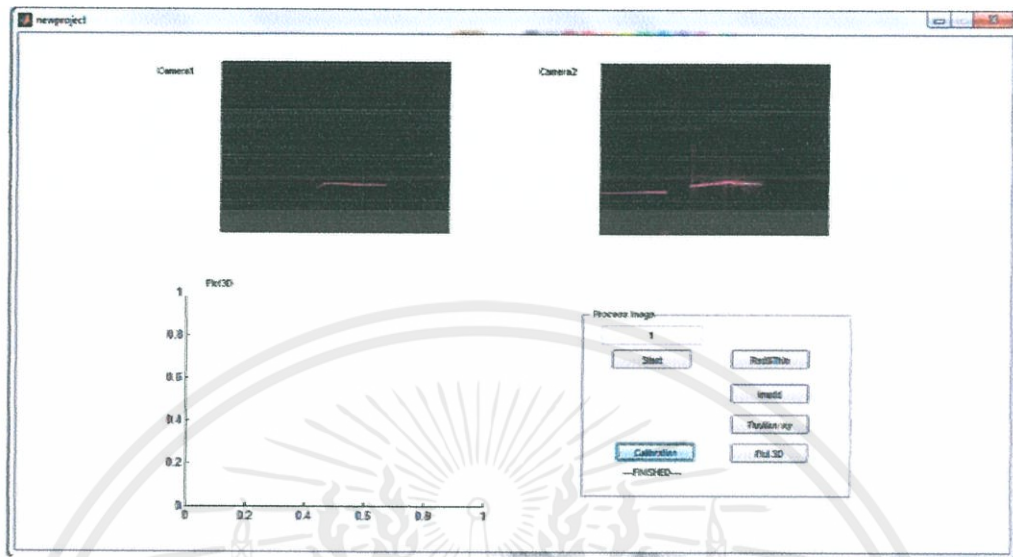 newproject
Camera1
Camera2
Plot3D
1
0.8
0.6
0.4
0.2
0
0 0.2 0.4 0.6 0.8 1
Process Image
1
Start
Calibration
Plot 3D
---FINISHED---